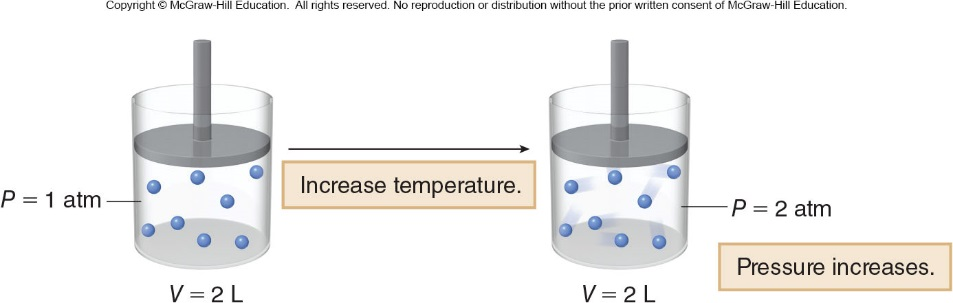 Copyright © McGraw-Hill Education. All rights reserved. No reproduction or distribution without the prior written consent of McGraw-Hill Education.
P = 1 atm
Increase temperature.
P = 2 atm
Pressure increases.
V = 2 L
V = 2 L